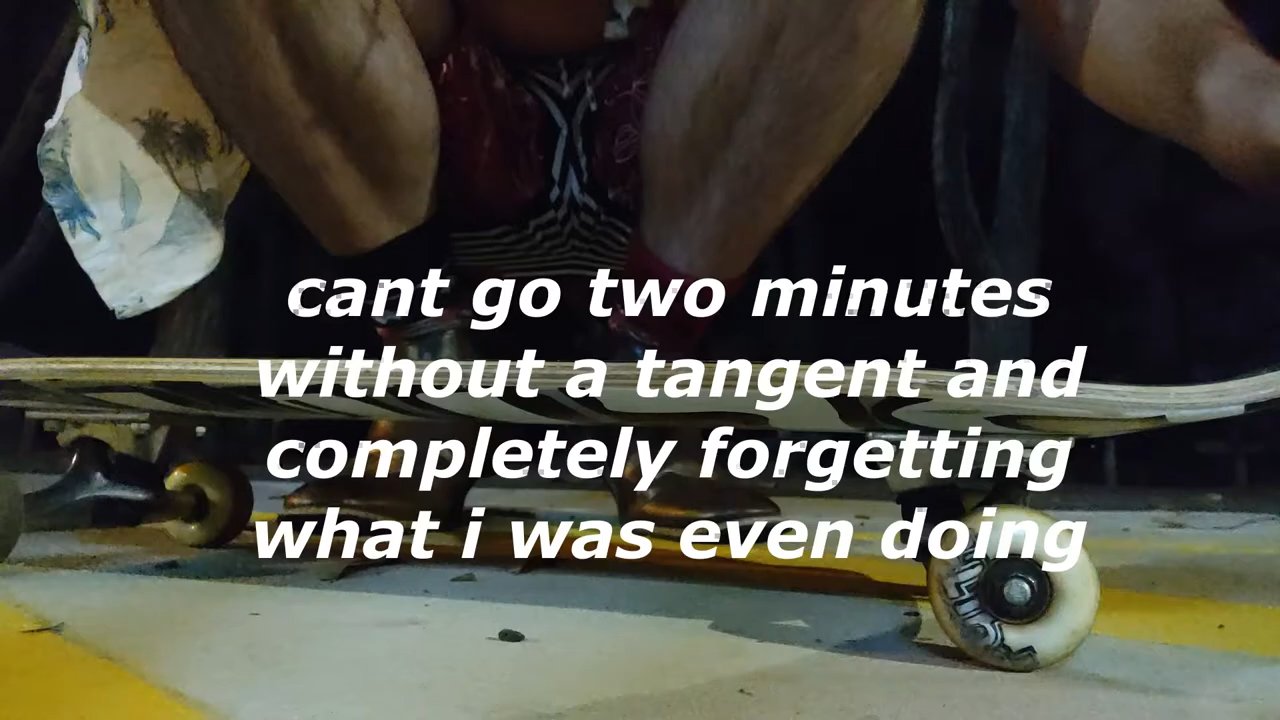 cant go two minutes
without a tangent and
completely forgetting
what i was even doing